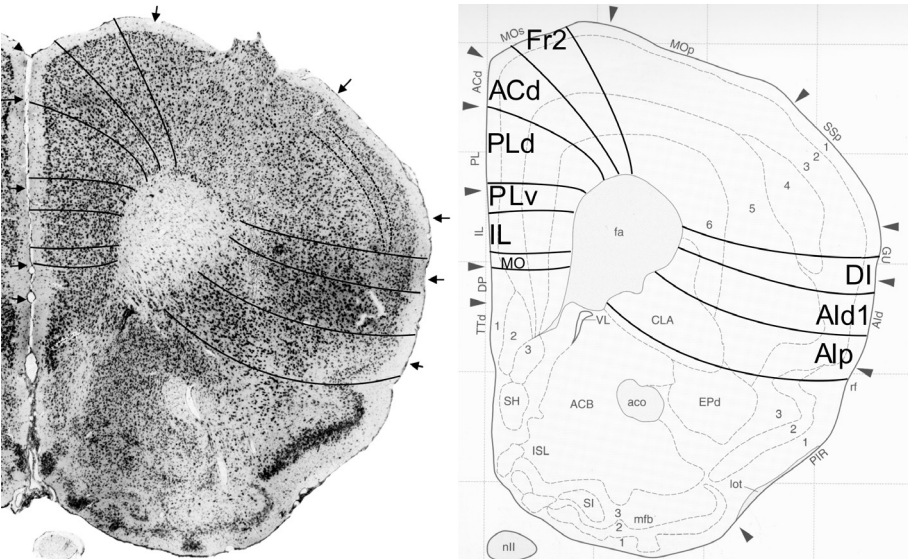 MOs
Fr2
MOp
ACd
ACd
SSp
PLd
PL
1
2
3
4
PLv
5
6
IL
IL
fa
GU
MO
DI
DP
AId1
AId
TTd
1
2
3
VL
CLA
AIp
rf
SH
ACB
aco
EPd
3
2
1
PIR
ISL
lot
SI
3
mfb
2
1
nII